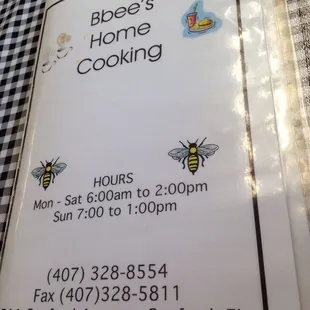 Bbee's
Home
Cooking
HOURS
Mon - Sat 6:00am to 2:00pm
Sun 7:00 to 1:00pm
(407) 328-8554
Fax (407)328-5811